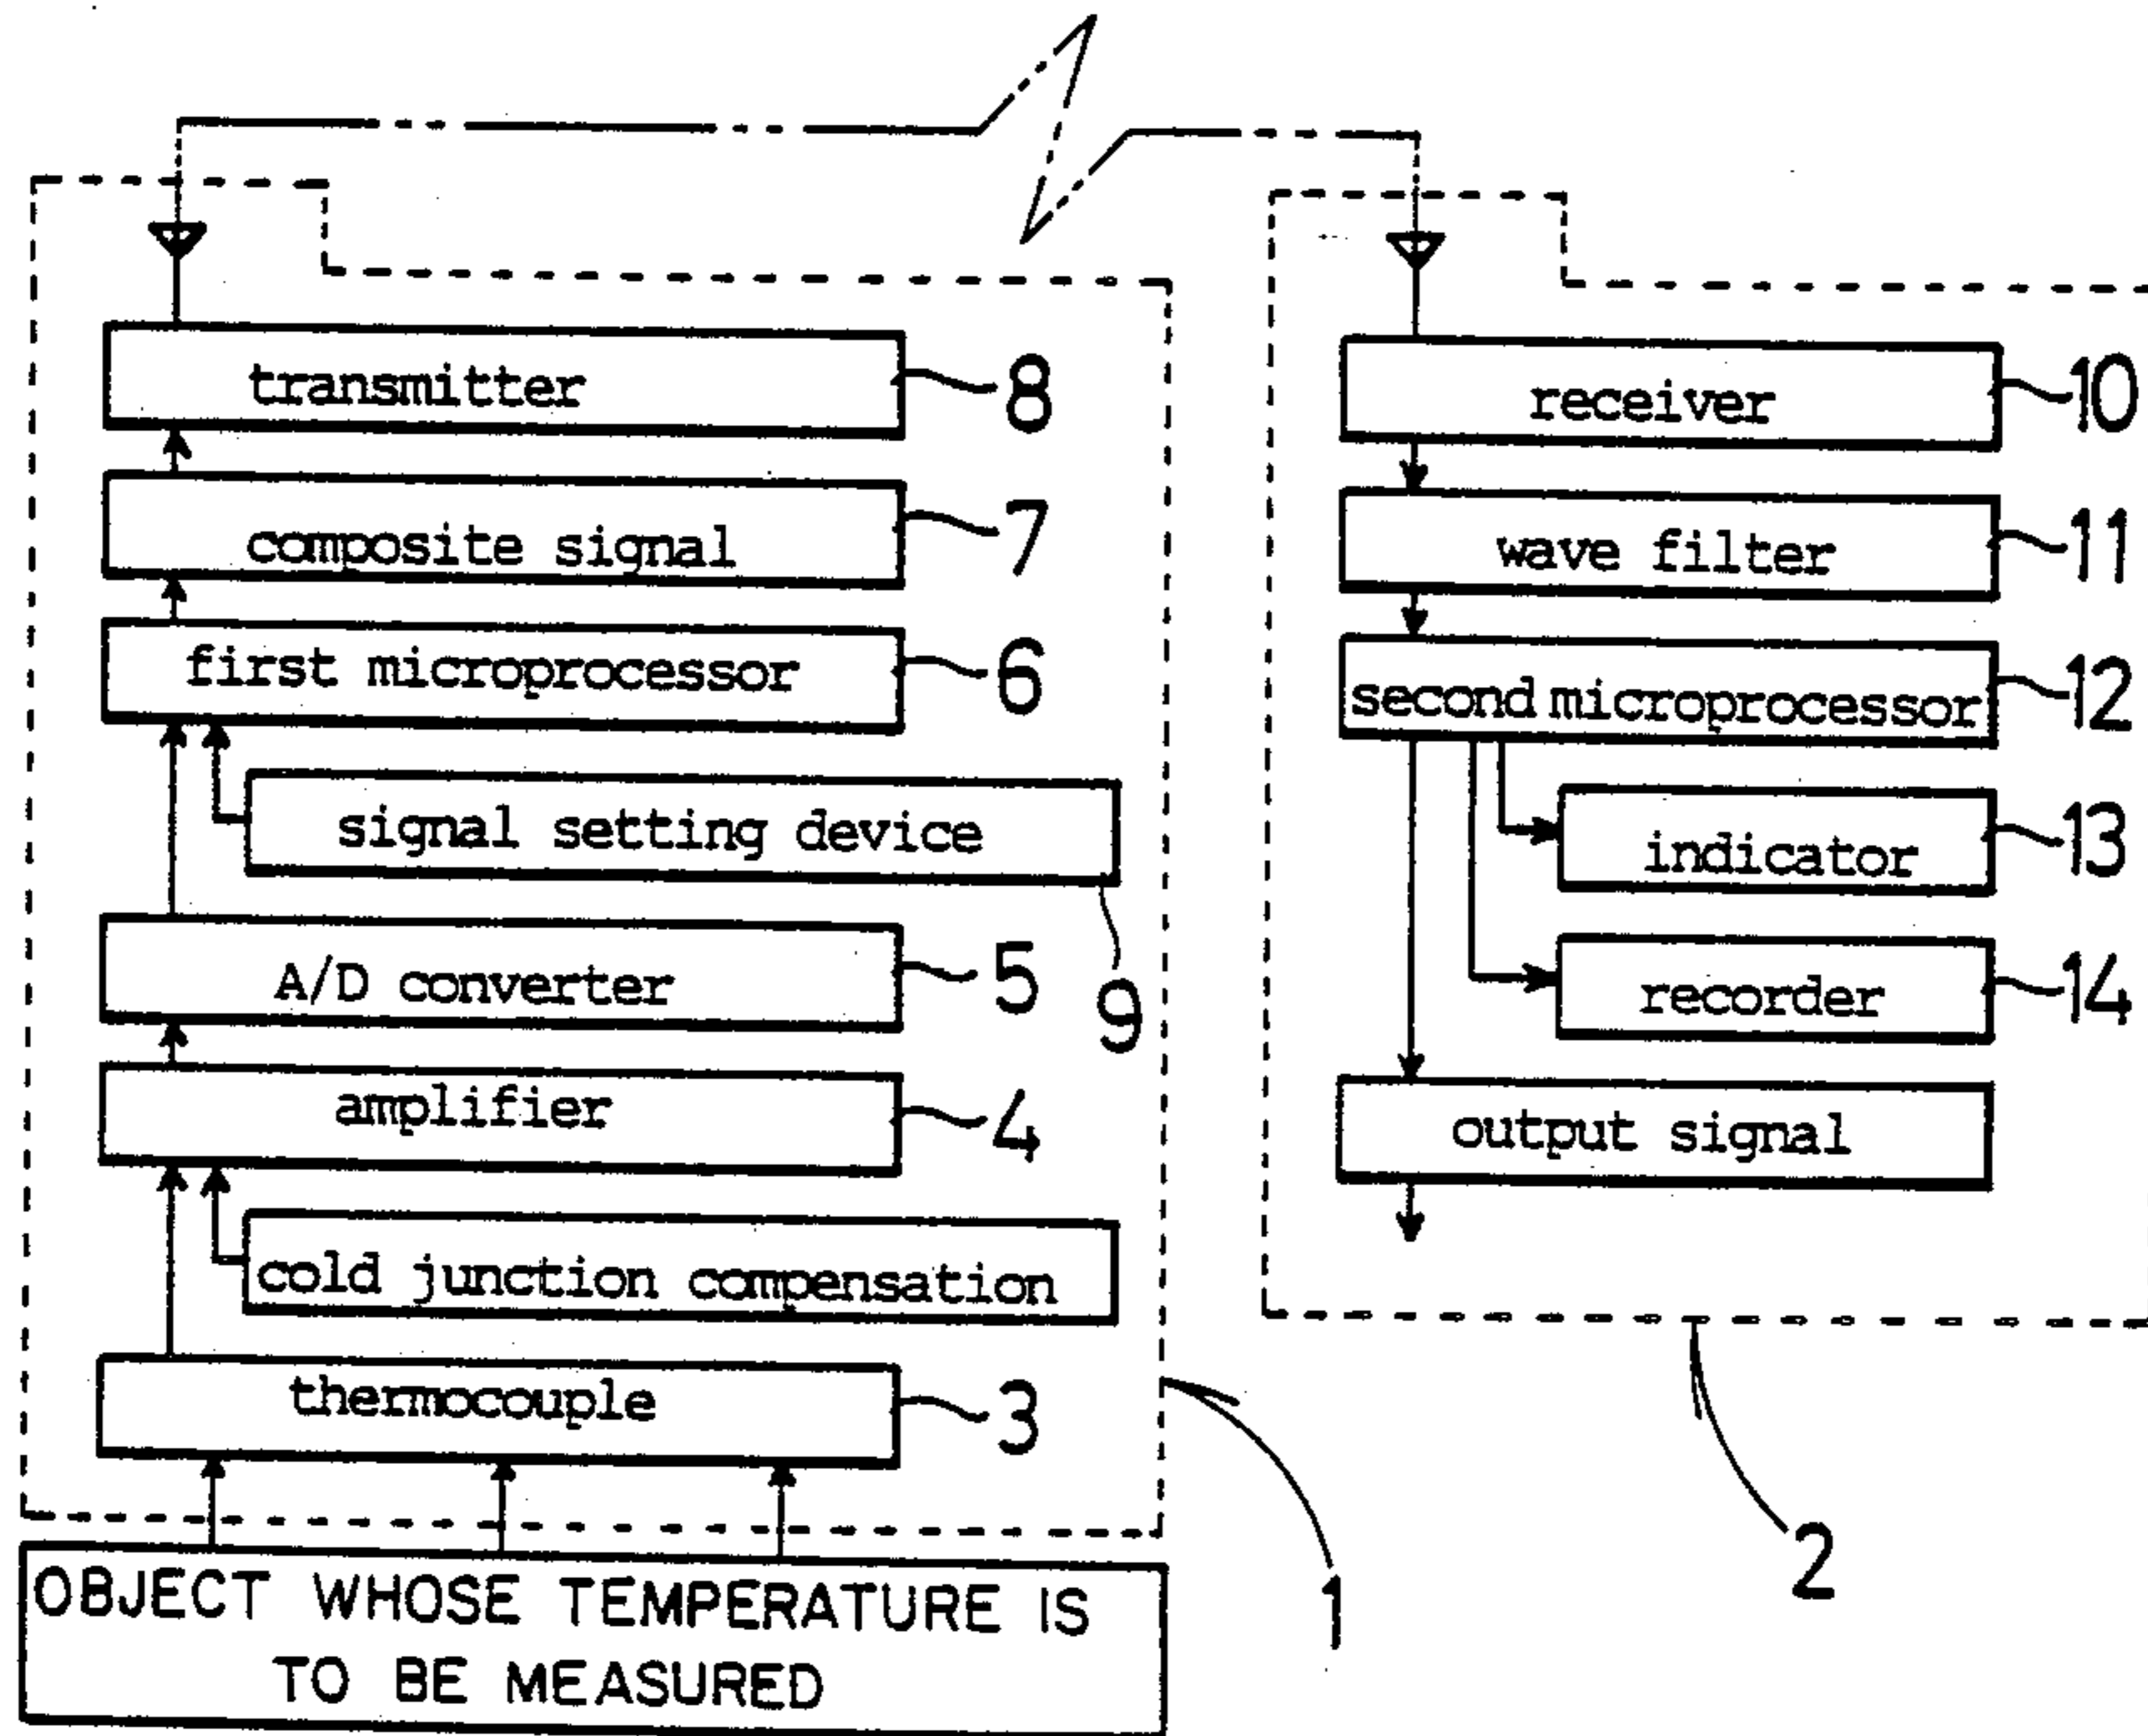 transmitter
8
composite signal
7
first microprocessor
6
signal setting device
9
A/D converter
5
amplifier
4
cold junction compensation
thermocouple
3
OBJECT WHOSE TEMPERATURE IS
TO BE MEASURED
1
receiver
10
wave filter
11
second microprocessor
12
indicator
13
recorder
14
output signal
2